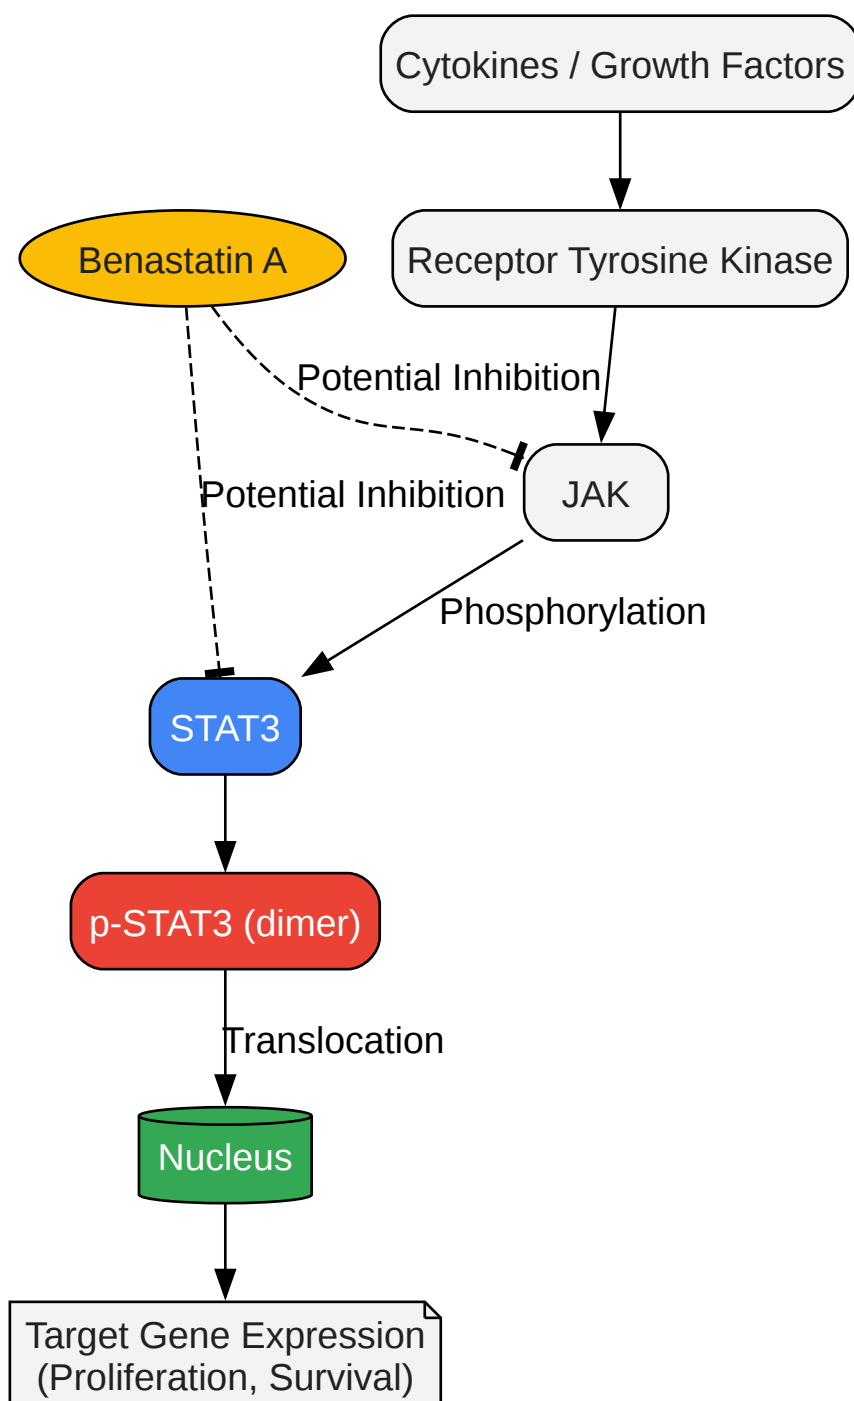 Cytokines / Growth Factors
Benastatin A
Receptor Tyrosine Kinase
Potential Inhibition
Potential Inhibition
JAK
Phosphorylation
STAT3
p-STAT3 (dimer)
Translocation
Nucleus
Target Gene Expression
(Proliferation, Survival)